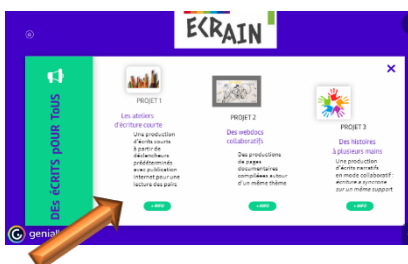 ECRAIN
DEs éCRITS pOUR ToUS
PROJET 1
Les ateliers
d'écriture courte
Une production
d'écrits courts
à partir de
déclencheurs
prédéterminés
avec publication
internet pour une
lecture des pairs
+ INFO
PROJET 2
Des webdocs
collaboratifs
Des productions
de pages
documentaires
compilées autour
d'un même thème
+ INFO
PROJET 3
Des histoires
à plusieurs mains
Une production
d'écrits narratifs
en mode collaboratif :
écriture a syncrone
sur un même support
+ INFO
genial